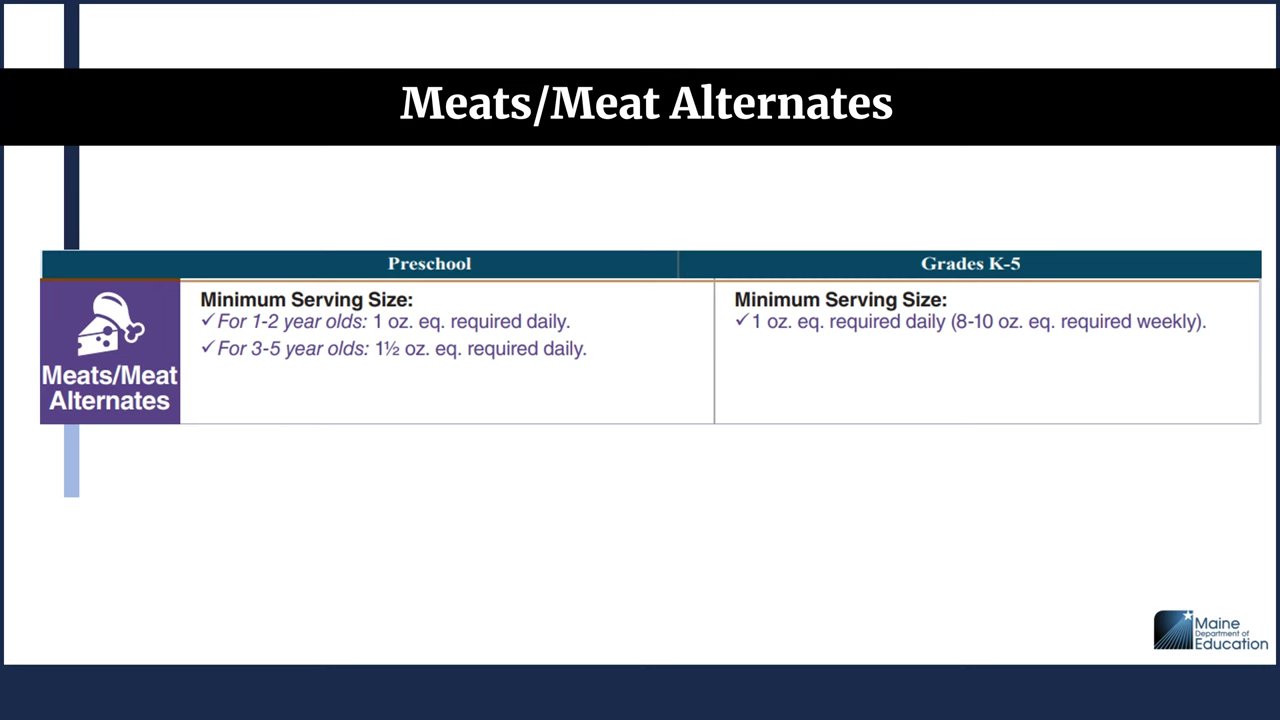 Meats/Meat Alternates
Preschool
Grades K-5
Meats/Meat
Alternates
Minimum Serving Size:
✓For 1-2 year olds: 1 oz. eq. required daily.
✓For 3-5 year olds: 1½ oz. eq. required daily.
Minimum Serving Size:
✓1 oz. eq. required daily (8-10 oz. eq. required weekly).
Maine
Department of
Education